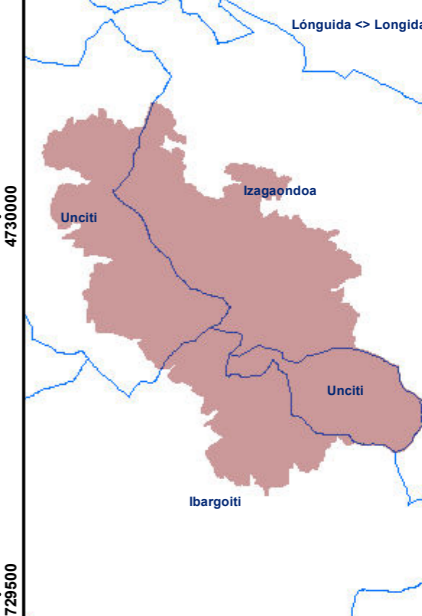 Lónguida <> Longida
Izagaondoa
Unciti
4730000
Unciti
Ibargoiti
729500